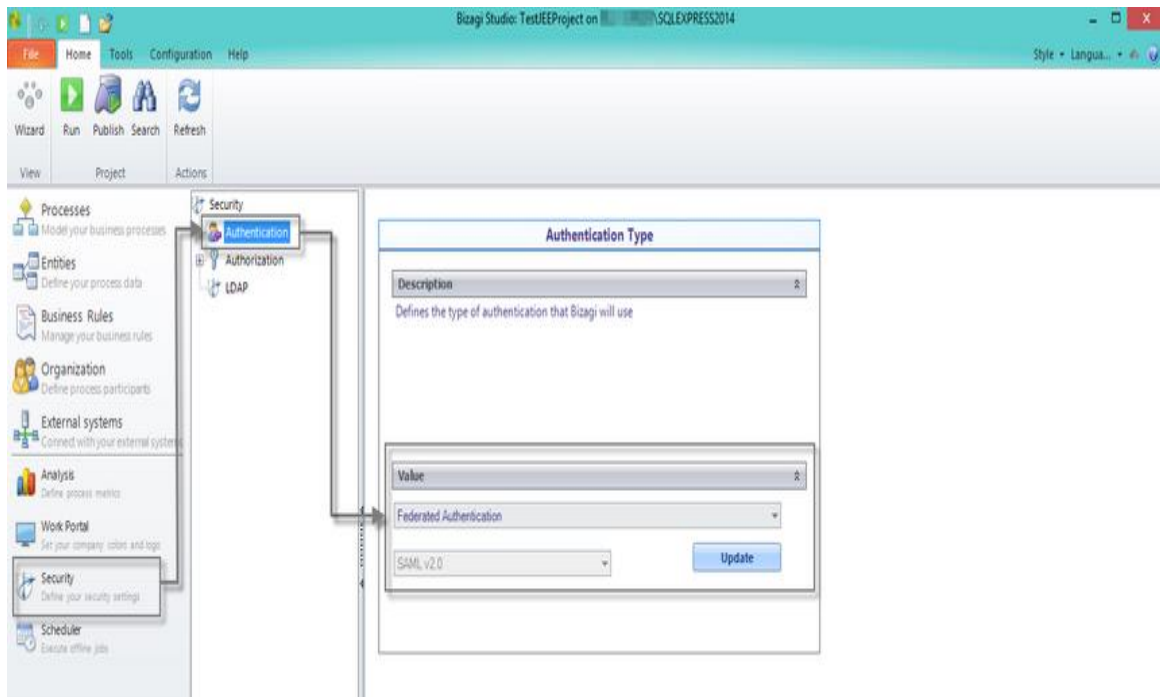 Bizagi Studio: TestJEEProject on \SQLEXPRESS2014
File Home Tools Configuration Help
Style Langua...
Wizard Run Publish Search Refresh
View Project Actions
Processes
Model your business processes
Entities
Define your process data
Business Rules
Manage your business rules
Organization
Define process participants
External systems
Connect with your external system
Analysis
Define process metrics
Work Portal
Set your company colors and logo
Security
Define your security settings
Scheduler
Execute offline jobs
Security
Authentication
Authorization
LDAP
Authentication Type
Description
Defines the type of authentication that Bizagi will use
Value
Federated Authentication
SAML v2.0
Update